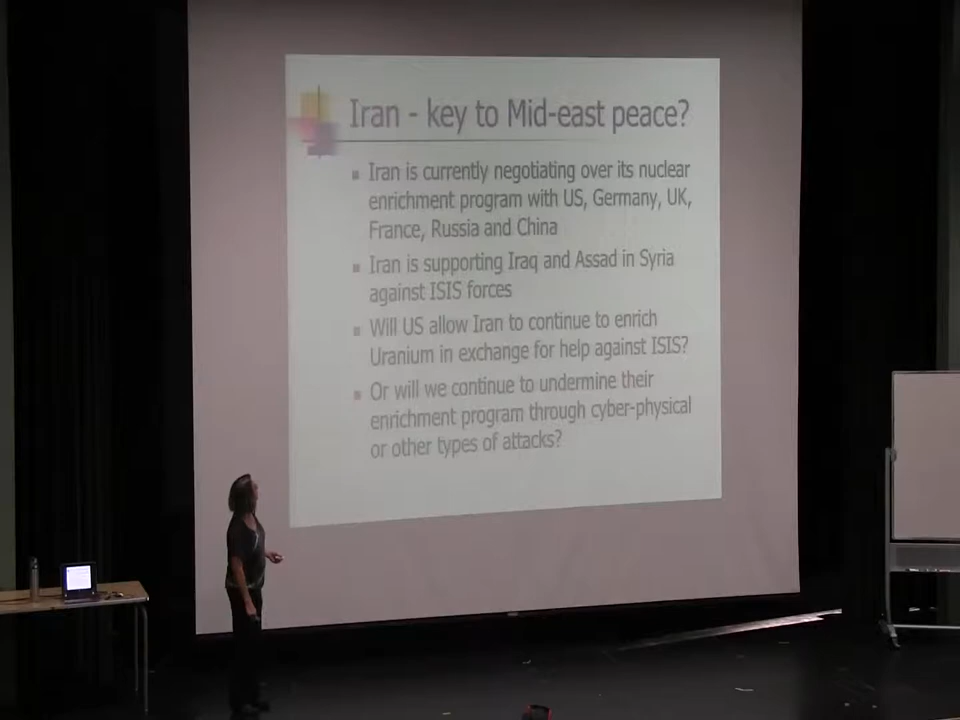 Iran - key to Mid-east peace?
Iran is currently negotiating over its nuclear
enrichment program with US, Germany, UK,
France, Russia and China
Iran is supporting Iraq and Assad in Syria
against ISIS forces
Will US allow Iran to continue to enrich
Uranium in exchange for help against ISIS?
Or will we continue to undermine their
enrichment program through cyber-physical
or other types of attacks?